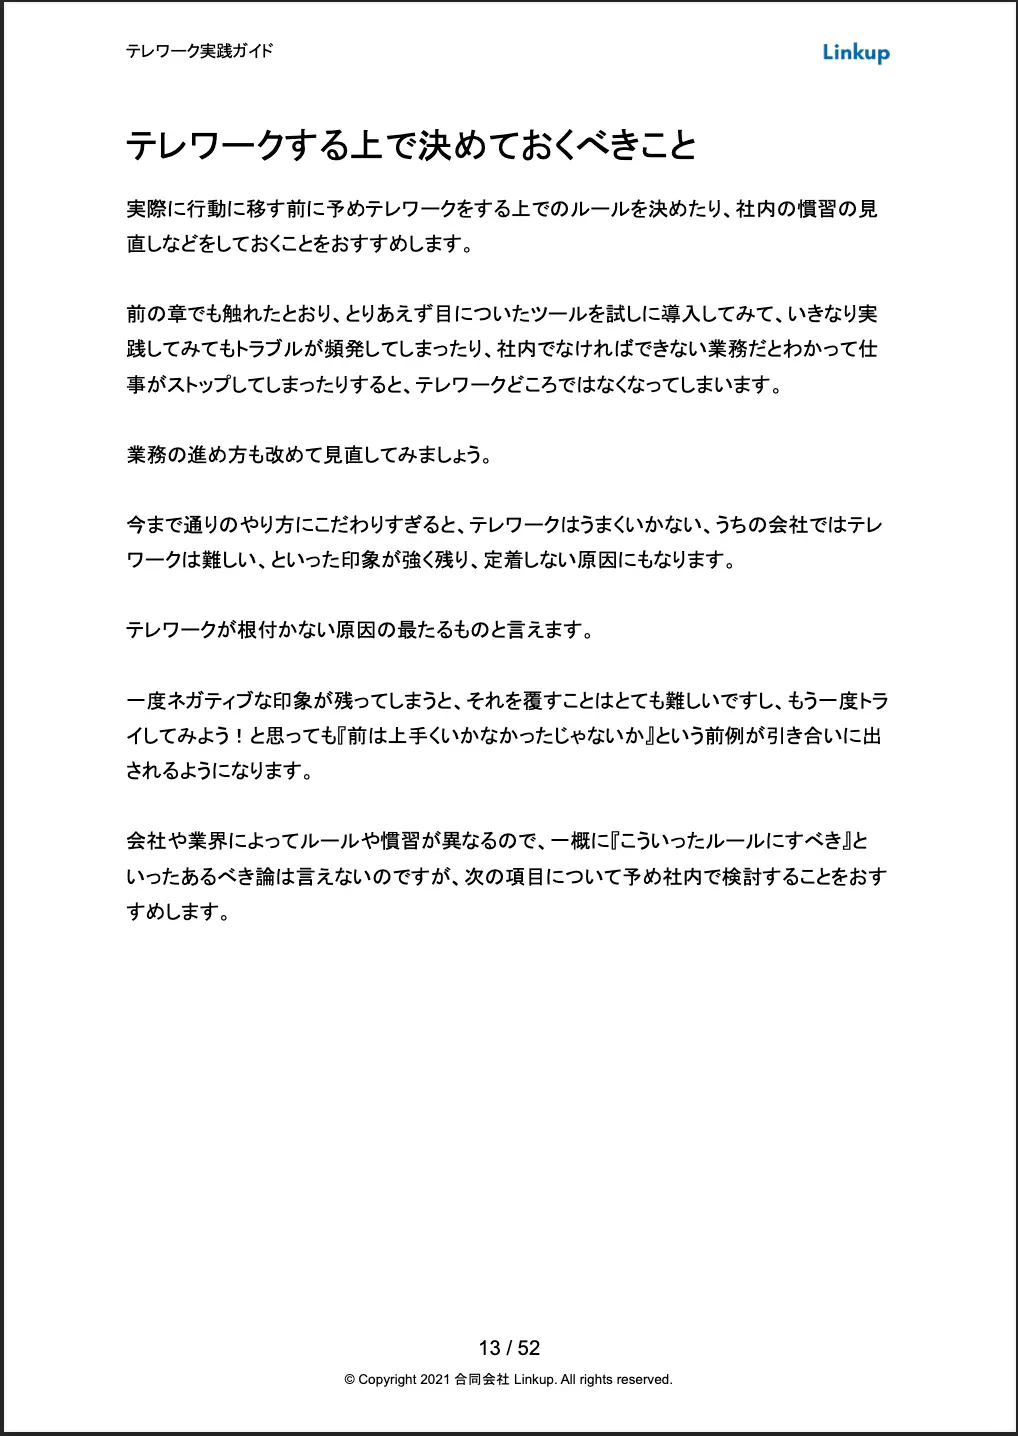 テレワーク実践ガイド
Linkup
テレワークする上で決めておくべきこと
実際に行動に移す前に予めテレワークをする上でのルールを決めたり、社内の慣習の見
直しなどをしておくことをおすすめします。
前の章でも触れたとおり、とりあえず目についたツールを試しに導入してみて、いきなり実
践してみてもトラブルが頻発してしまったり、社内でなければできない業務だとわかって仕
事がストップしてしまったりすると、テレワークどころではなくなってしまいます。
業務の進め方も改めて見直してみましょう。
今まで通りのやり方にこだわりすぎると、テレワークはうまくいかない、うちの会社ではテレ
ワークは難しい、といった印象が強く残り、定着しない原因にもなります。
テレワークが根付かない原因の最たるものと言えます。
一度ネガティブな印象が残ってしまうと、それを覆すことはとても難しいですし、もう一度トラ
イしてみよう！と思っても『前は上手くいかなかったじゃないか』という前例が引き合いに出
されるようになります。
会社や業界によってルールや慣習が異なるので、一概に『こういったルールにすべき』と
いったあるべき論は言えないのですが、次の項目について予め社内で検討することをおす
すめします。
13 / 52
© Copyright 2021 合同会社 Linkup. All rights reserved.